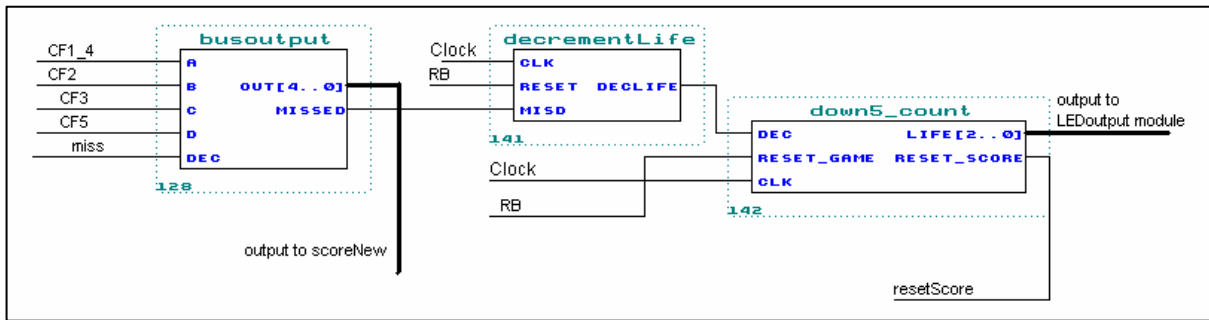 busoutput
CF1_4
CF2
CF3
CF5
miss
A
B OUT[4..0]
C MISSED
D
DEC
128
output to scoreNew
decrementLife
Clock
RB
CLK
RESET DECLIFE
MISD
141
down5_count
Clock
RB
DEC LIFE[2..0]
RESET_GAME RESET_SCORE
CLK
142
output to
LEDoutput module
resetScore